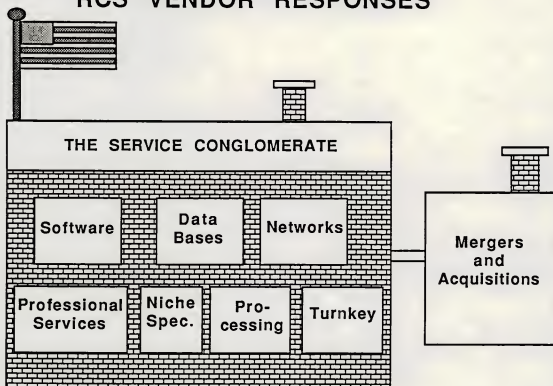 RCS VENDOR RESPONSES
THE SERVICE CONGLOMERATE
Software
Data
Bases
Networks
Mergers
and
Acquisitions
Professional
Services
Niche
Spec.
Pro-
cessing
Turnkey